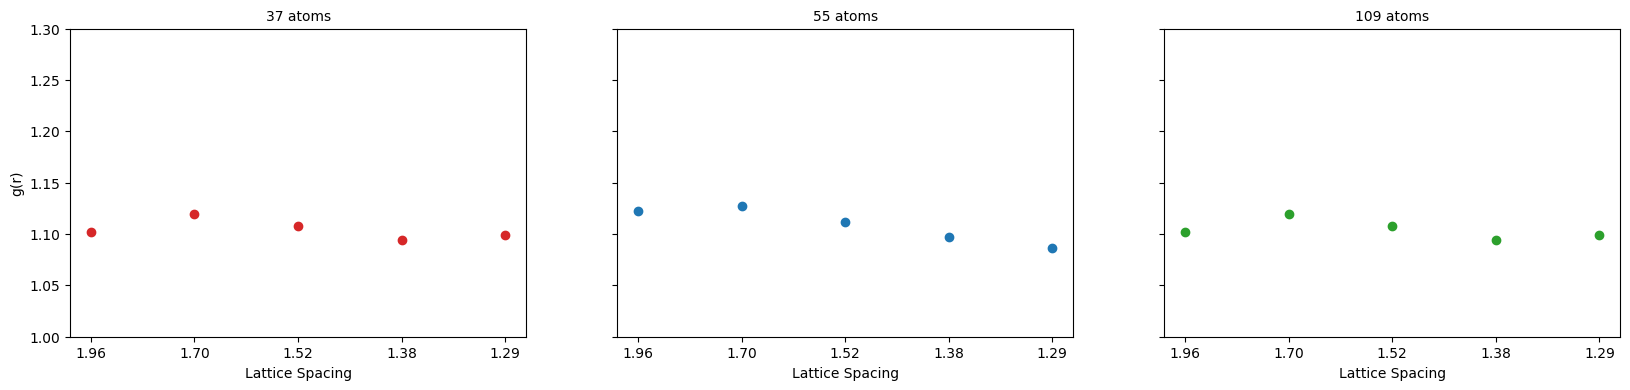 37 atoms
g(r)
1.30
1.25
1.20
1.15
1.10
1.05
1.00
1.96 1.70 1.52 1.38 1.29
Lattice Spacing
55 atoms
1.96 1.70 1.52 1.38 1.29
Lattice Spacing
109 atoms
1.96 1.70 1.52 1.38 1.29
Lattice Spacing